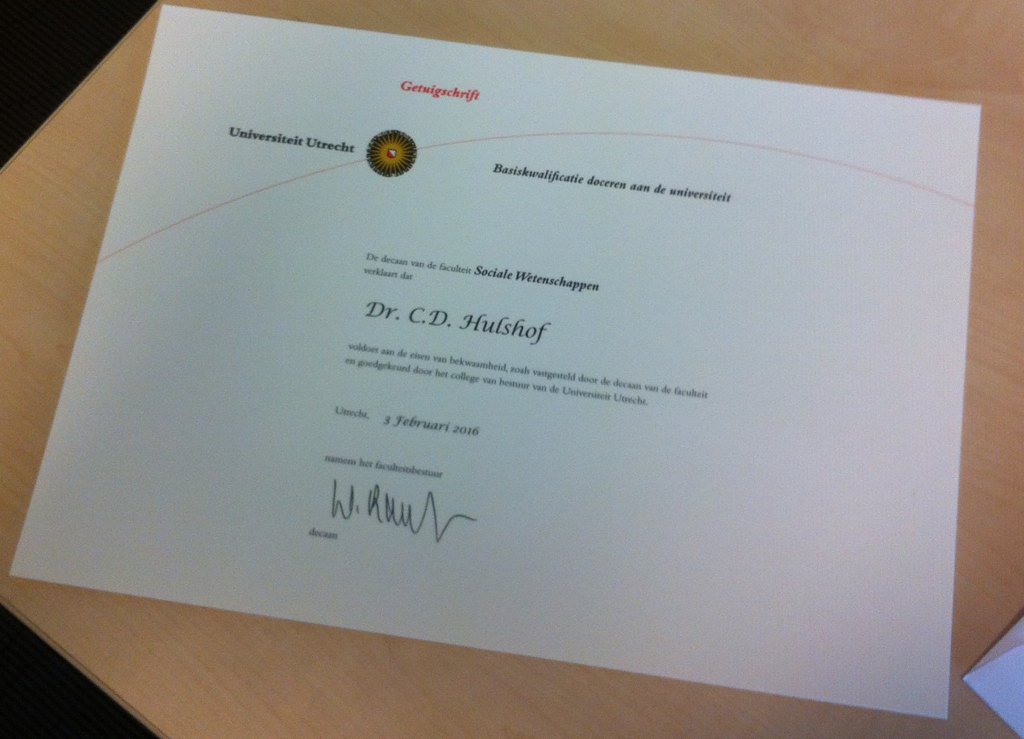 Getuigschrift
Universiteit Utrecht
Basiskwalificatie doceren aan de universiteit
De decaan van de faculteit Sociale Wetenschappen
verklaart dat
Dr. C.D. Hulshof
voldoet aan de eisen van bekwaamheid, zoals vastgesteld door de decaan van de faculteit
en goedgekeurd door het college van bestuur van de Universiteit Utrecht.
Utrecht, 3 Februari 2016
namens het faculteitsbestuur
decaan